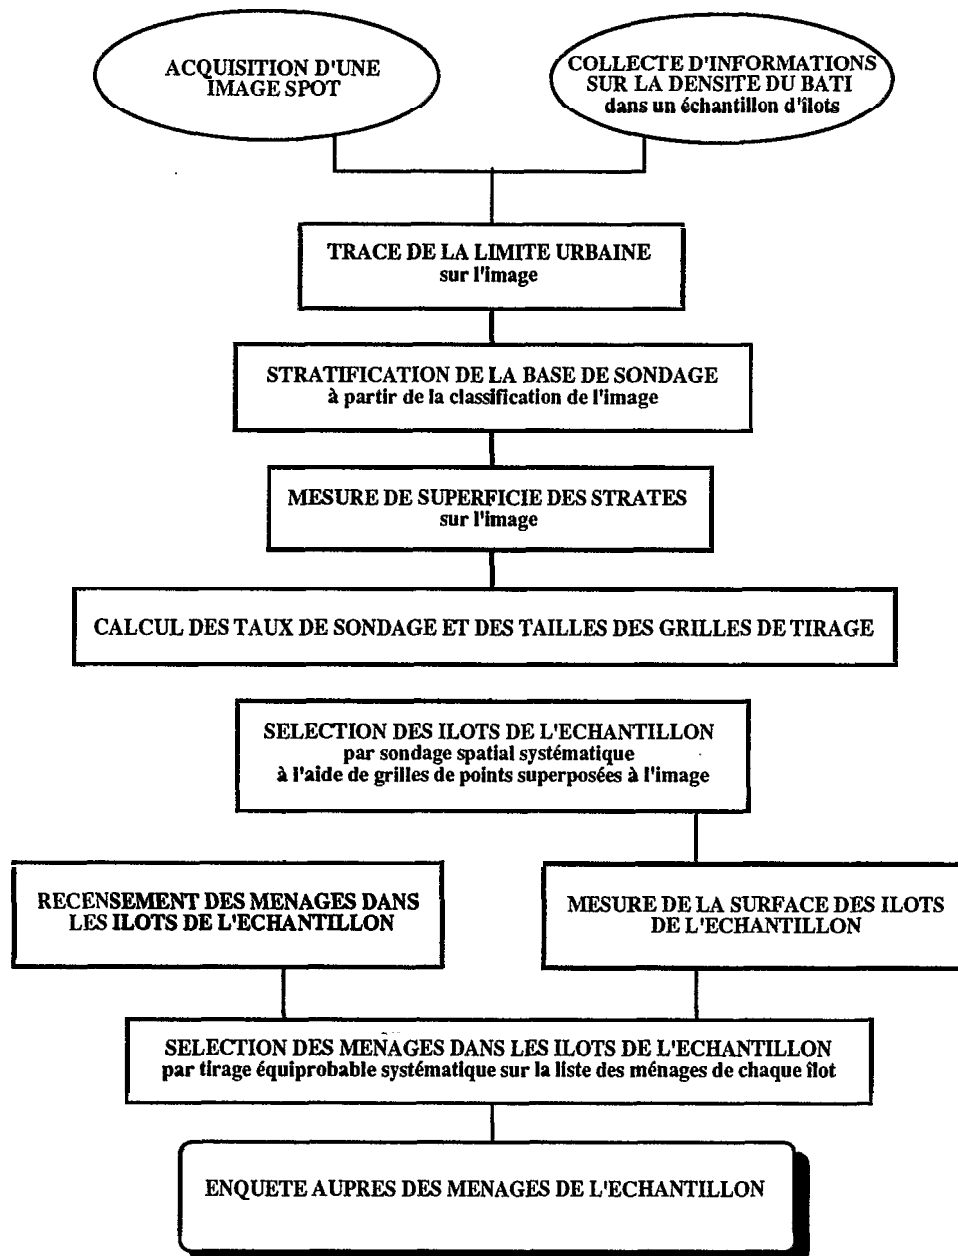 ACQUISITION D'UNE
IMAGE SPOT
COLLECTE D'INFORMATIONS
SUR LA DENSITE DU BATI
dans un échantillon d'îlots
TRACE DE LA LIMITE URBAINE
sur l'image
STRATIFICATION DE LA BASE DE SONDAGE
à partir de la classification de l'image
MESURE DE SUPERFICIE DES STRATES
sur l'image
CALCUL DES TAUX DE SONDAGE ET DES TAILLES DES GRILLES DE TIRAGE
SELECTION DES ILOTS DE L'ECHANTILLON
par sondage spatial systématique
à l'aide de grilles de points superposées à l'image
RECENSEMENT DES MENAGES DANS
LES ILOTS DE L'ECHANTILLON
MESURE DE LA SURFACE DES ILOTS
DE L'ECHANTILLON
SELECTION DES MENAGES DANS LES ILOTS DE L'ECHANTILLON
par tirage équiprobable systématique sur la liste des ménages de chaque îlot
ENQUETE AUPRES DES MENAGES DE L'ECHANTILLON